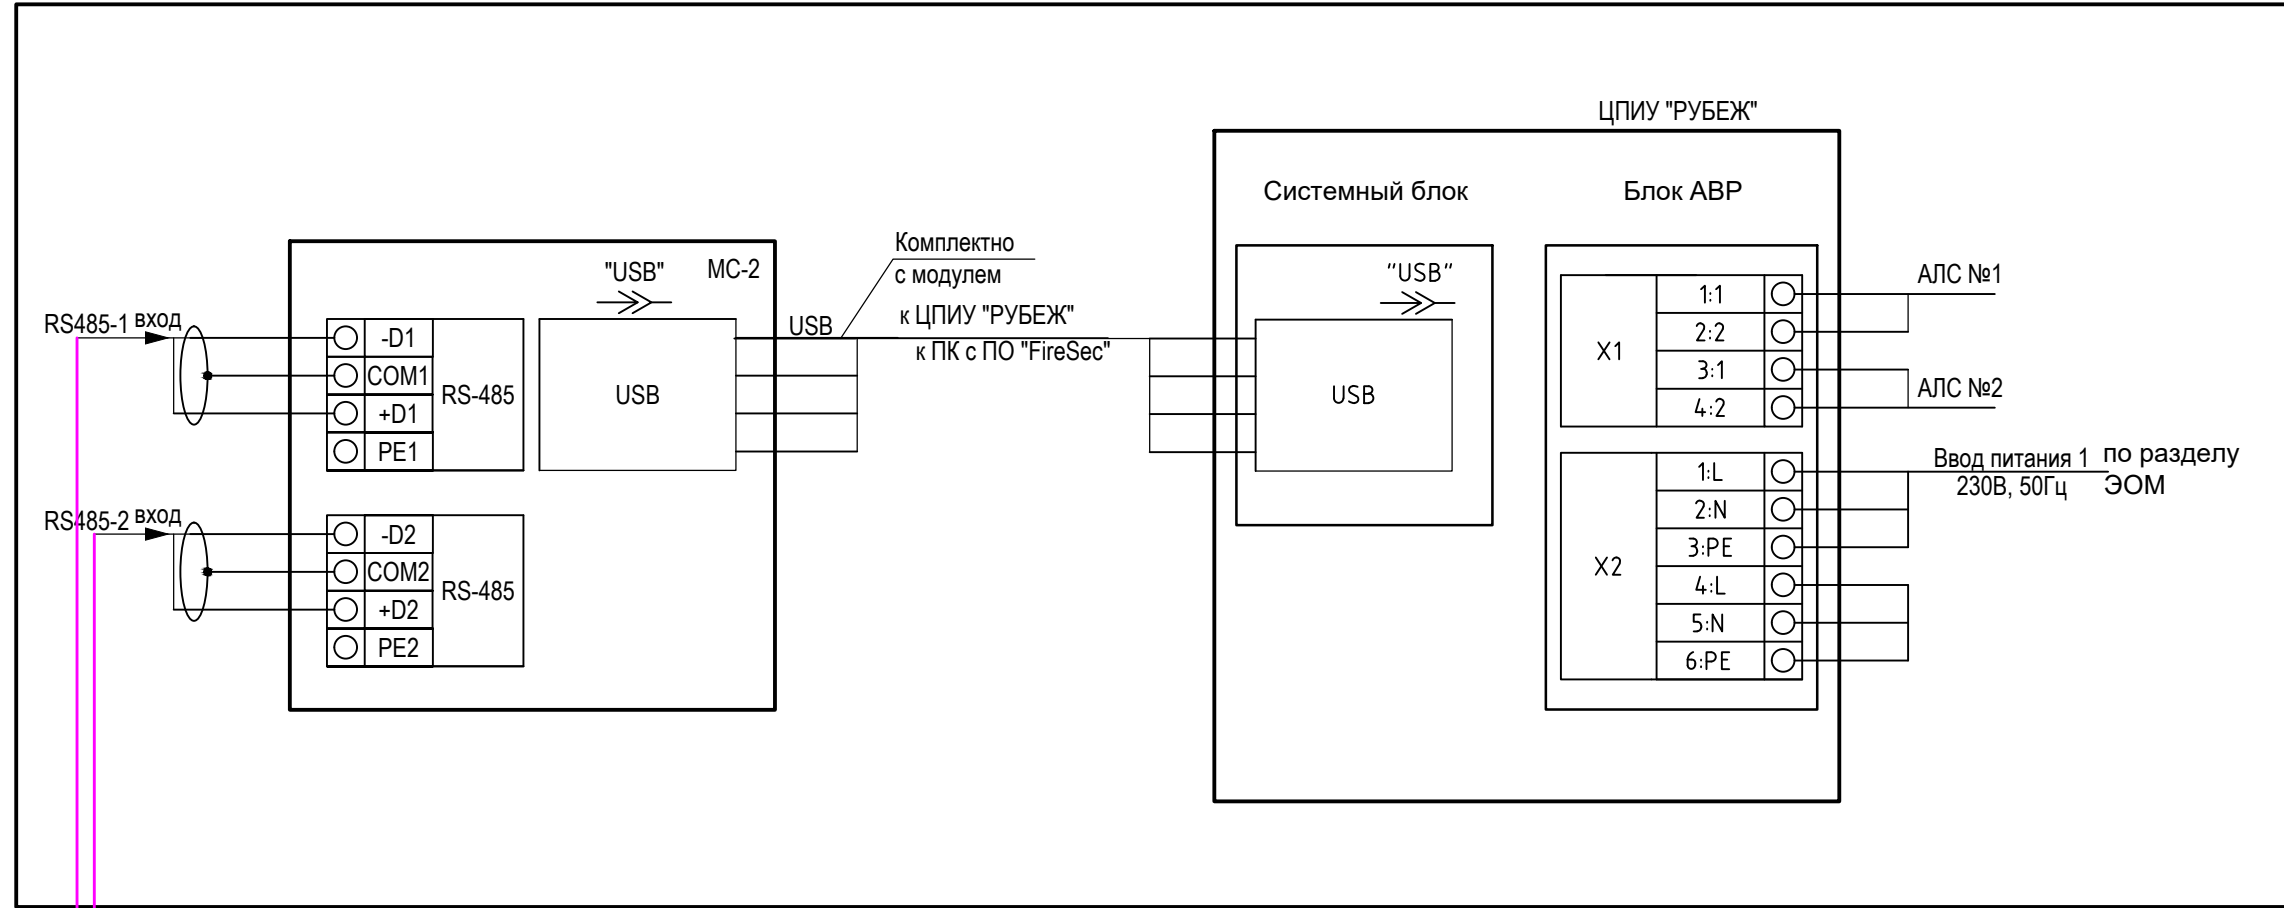 ЦПИУ "РУБЕЖ"
Системный блок
Блок АВР
Комплектно
с модулем
"USB"
МС-2
к ЦПИУ "РУБЕЖ"
USB
к ПК с ПО "FireSec"
RS485-1 вход
-D1
COM1
+D1
PE1
RS-485
USB
RS485-2 вход
-D2
COM2
+D2
PE2
RS-485
"USB"
USB
X1
1:1
2:2
3:1
4:2
АЛС №1
АЛС №2
X2
1:L
2:N
3:PE
4:L
5:N
6:PE
Ввод питания 1
230В, 50Гц
по разделу
ЭОМ